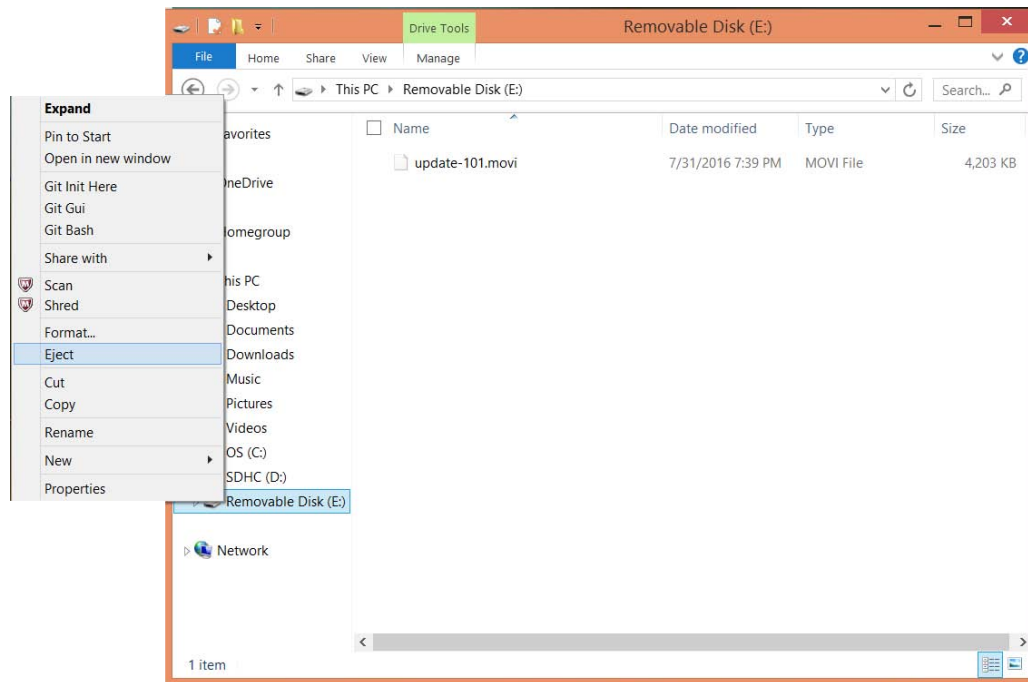 Drive Tools
Removable Disk (E:)
File Home Share View Manage
This PC Removable Disk (E:)
Search...
Expand
Pin to Start
Open in new window
Git Init Here
Git Gui
Git Bash
Share with
Scan
Shred
Format...
Eject
Cut
Copy
Rename
New
Properties
avorites
neDrive
omegroup
his PC
Desktop
Documents
Downloads
Music
Pictures
Videos
OS (C:)
SDHC (D:)
Removable Disk (E:)
Network
Name Date modified Type Size
update-101.movi 7/31/2016 7:39 PM MOVI File 4,203 KB
1 item